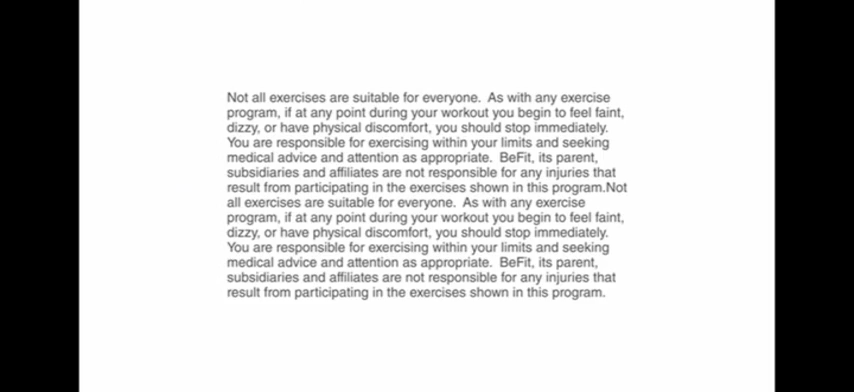 Not all exercises are suitable for everyone.  As with any exercise
program, if at any point during your workout you begin to feel faint,
dizzy, or have physical discomfort, you should stop immediately.
You are responsible for exercising within your limits and seeking
medical advice and attention as appropriate.  BeFit, its parent,
subsidiaries and affiliates are not responsible for any injuries that
result from participating in the exercises shown in this program.Not
all exercises are suitable for everyone.  As with any exercise
program, if at any point during your workout you begin to feel faint,
dizzy, or have physical discomfort, you should stop immediately.
You are responsible for exercising within your limits and seeking
medical advice and attention as appropriate.  BeFit, its parent,
subsidiaries and affiliates are not responsible for any injuries that
result from participating in the exercises shown in this program.